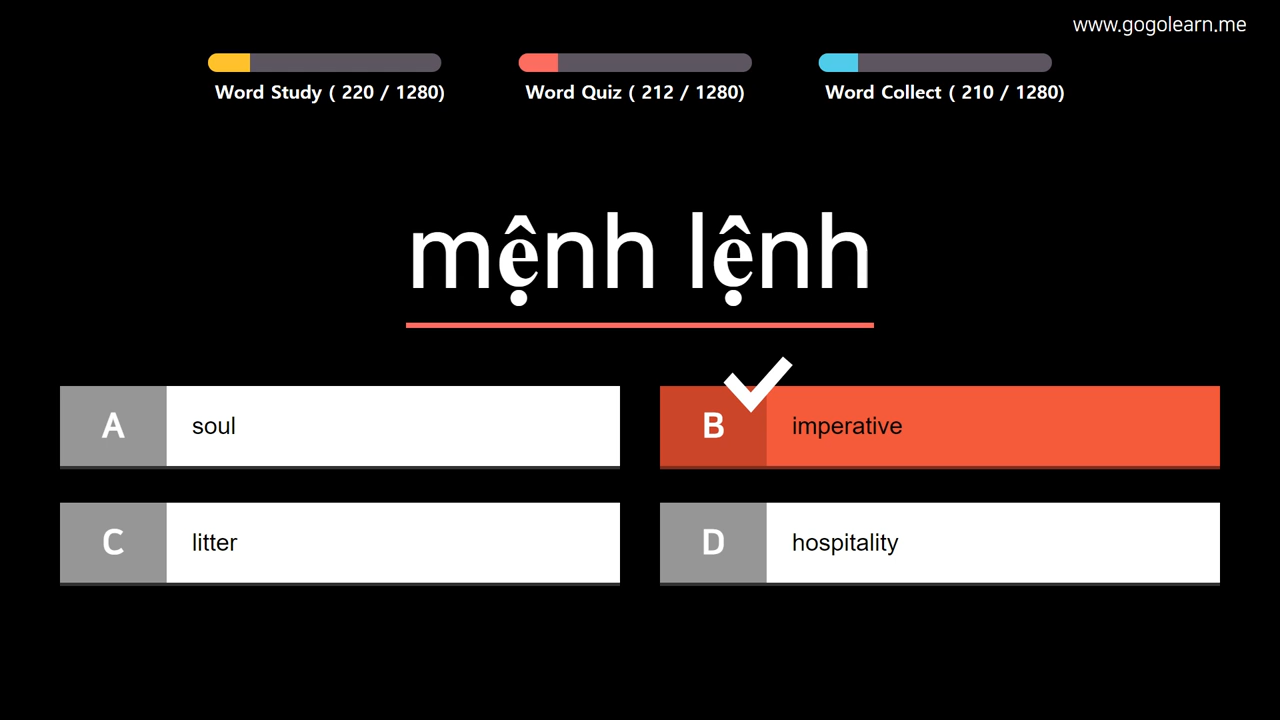 www.gogolearn.me
Word Study ( 220 / 1280)
Word Quiz ( 212 / 1280)
Word Collect ( 210 / 1280)
mệnh lệnh
A soul
B imperative
C litter
D hospitality